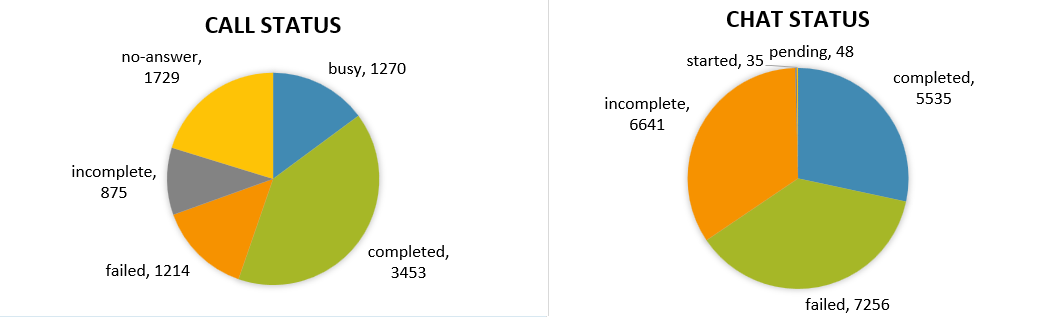 CALL STATUS
no-answer,
1729
busy, 1270
incomplete,
875
completed,
3453
failed, 1214
CHAT STATUS
started, 35
pending, 48
completed,
5535
incomplete,
6641
failed, 7256